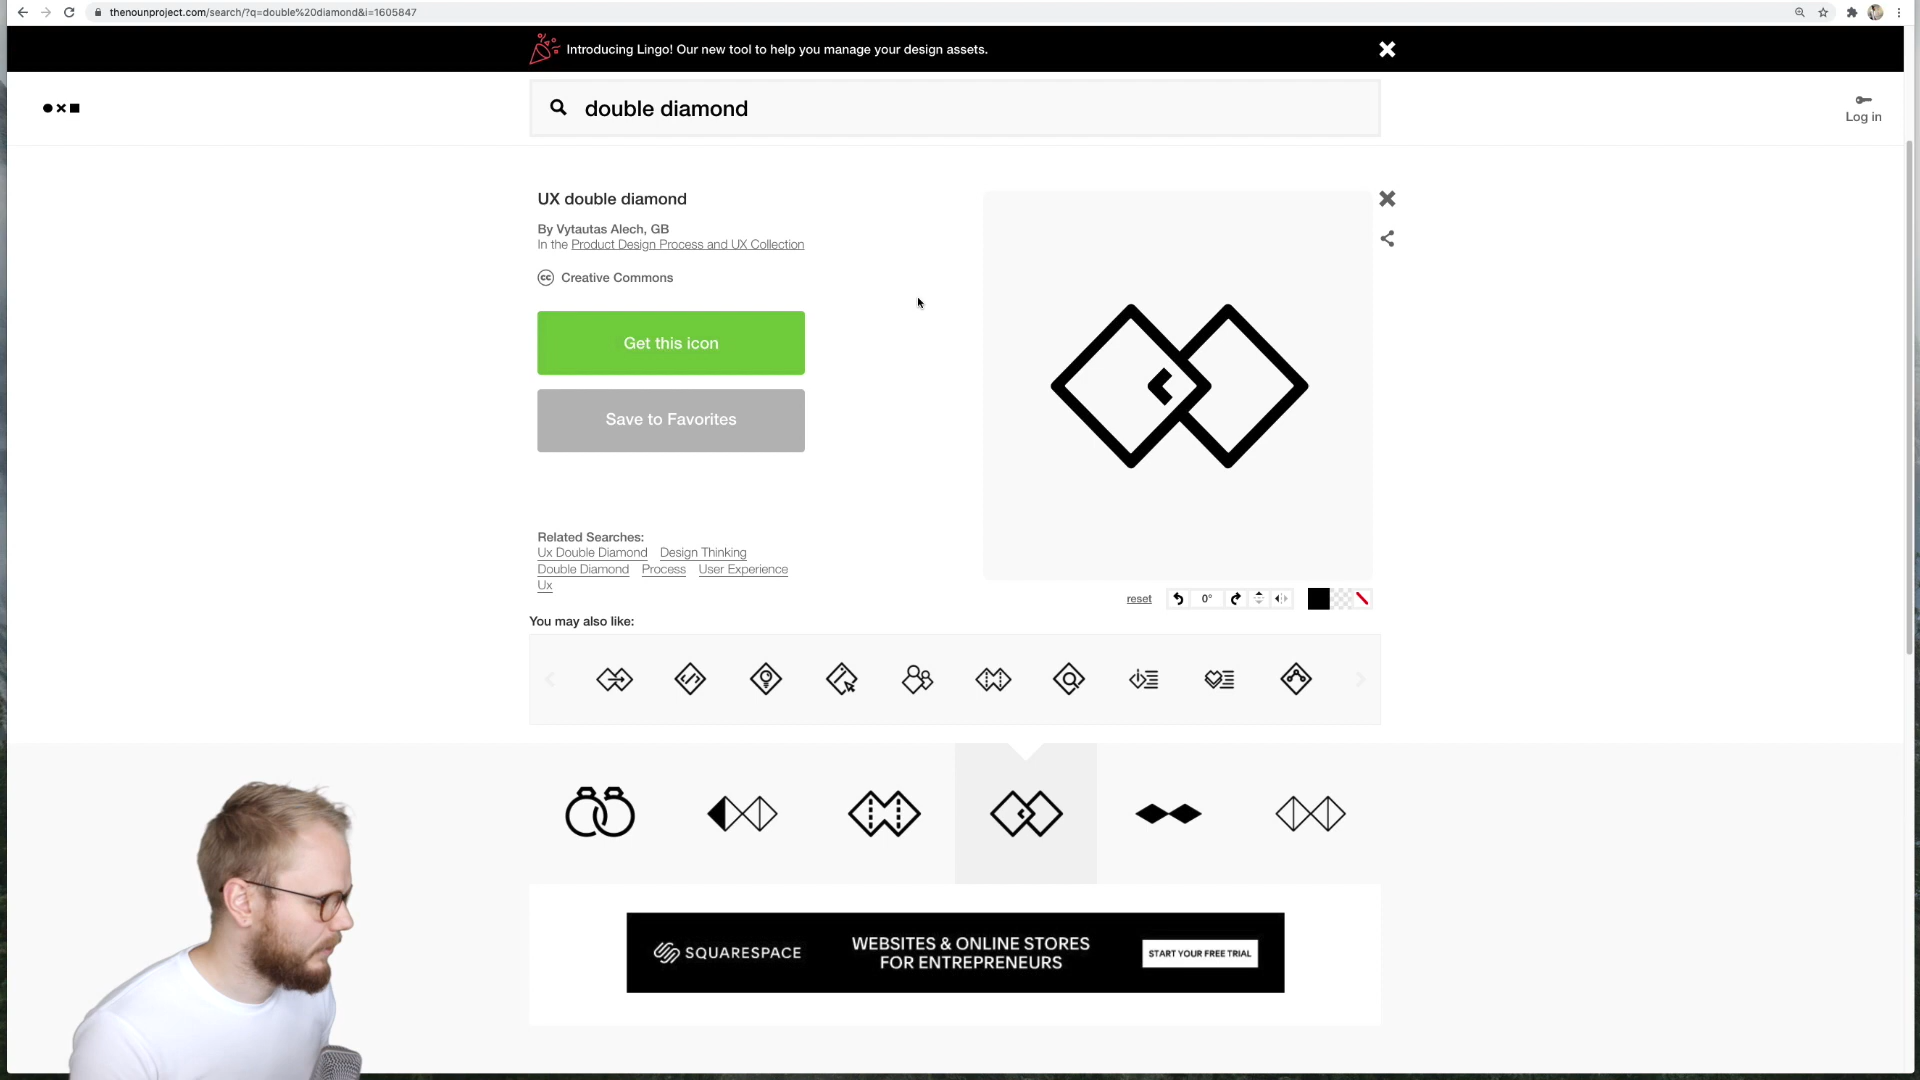 thenounproject.com/search/?q=double%20diamond&i=1605847
Introducing Lingo! Our new tool to help you manage your design assets.
double diamond
Log in
UX double diamond
By Vytautas Alech, GB
In the Product Design Process and UX Collection
cc Creative Commons
Get this icon
Save to Favorites
Related Searches:
Ux Double Diamond Design Thinking
Double Diamond Process User Experience
Ux
reset 0°
You may also like:
SQUARESPACE
WEBSITES & ONLINE STORES
FOR ENTREPRENEURS
START YOUR FREE TRIAL